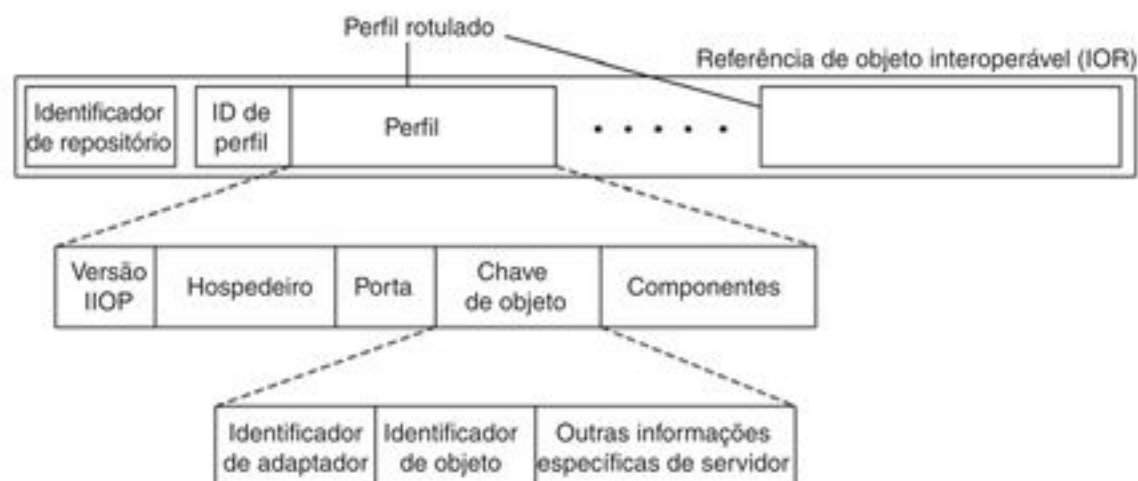 Perfil rotulado
Referência de objeto interoperável (IOR)
Identificador
de repositório
ID de
perfil
Perfil
Versão
IIOP
Hospedeiro
Porta
Chave
de objeto
Componentes
Identificador
de adaptador
Identificador
de objeto
Outras informações
específicas de servidor